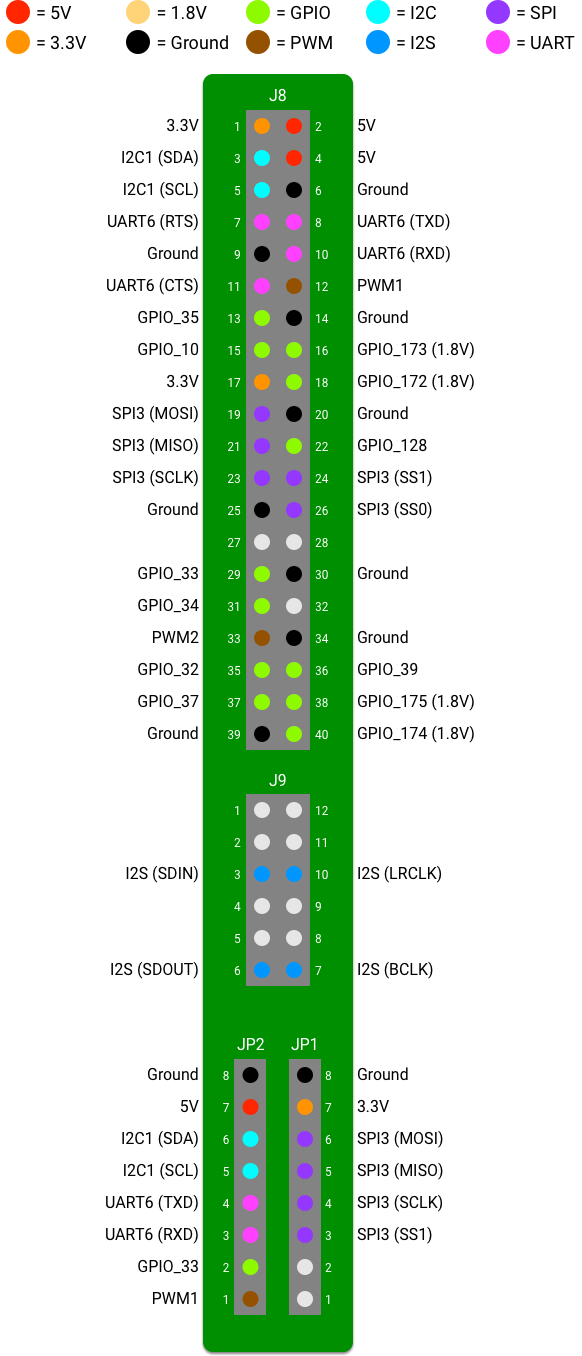 = 5V = 1.8V = GPIO = I2C = SPI
= 3.3V = Ground = PWM = I2S = UART
J8
3.3V 1 2 5V
I2C1 (SDA) 3 4 5V
I2C1 (SCL) 5 6 Ground
UART6 (RTS) 7 8 UART6 (TXD)
Ground 9 10 UART6 (RXD)
UART6 (CTS) 11 12 PWM1
GPIO_35 13 14 Ground
GPIO_10 15 16 GPIO_173 (1.8V)
3.3V 17 18 GPIO_172 (1.8V)
SPI3 (MOSI) 19 20 Ground
SPI3 (MISO) 21 22 GPIO_128
SPI3 (SCLK) 23 24 SPI3 (SS1)
Ground 25 26 SPI3 (SS0)
27 28
GPIO_33 29 30 Ground
GPIO_34 31 32
PWM2 33 34 Ground
GPIO_32 35 36 GPIO_39
GPIO_37 37 38 GPIO_175 (1.8V)
Ground 39 40 GPIO_174 (1.8V)
J9
1 12
2 11
I2S (SDIN) 3 10 I2S (LRCLK)
4 9
5 8
I2S (SDOUT) 6 7 I2S (BCLK)
JP2 JP1
Ground 8 8 Ground
5V 7 7 3.3V
I2C1 (SDA) 6 6 SPI3 (MOSI)
I2C1 (SCL) 5 5 SPI3 (MISO)
UART6 (TXD) 4 4 SPI3 (SCLK)
UART6 (RXD) 3 3 SPI3 (SS1)
GPIO_33 2 2
PWM1 1 1